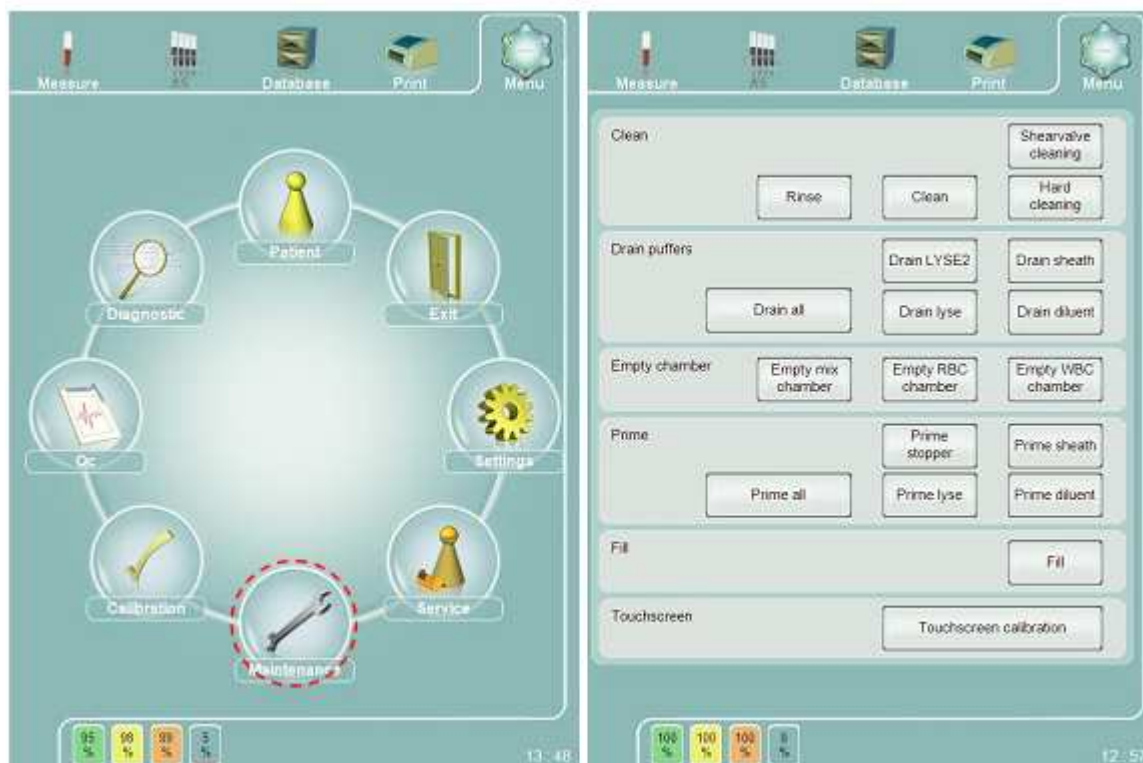 Measure
Database
Print
Menu
Patient
Diagnostic
Exit
Qc
Settings
Calibration
Service
Maintenance
95
%
98
%
99
%
5
%
13:48
Measure
Database
Print
Menu
Clean
Shearvalve
cleaning
Rinse
Clean
Hard
cleaning
Drain puffers
Drain LYSE2
Drain sheath
Drain all
Drain lyse
Drain diluent
Empty chamber
Empty mix
chamber
Empty RBC
chamber
Empty WBC
chamber
Prime
Prime
stopper
Prime sheath
Prime all
Prime lyse
Prime diluent
Fill
Fill
Touchscreen
Touchscreen calibration
100
%
100
%
100
%
%